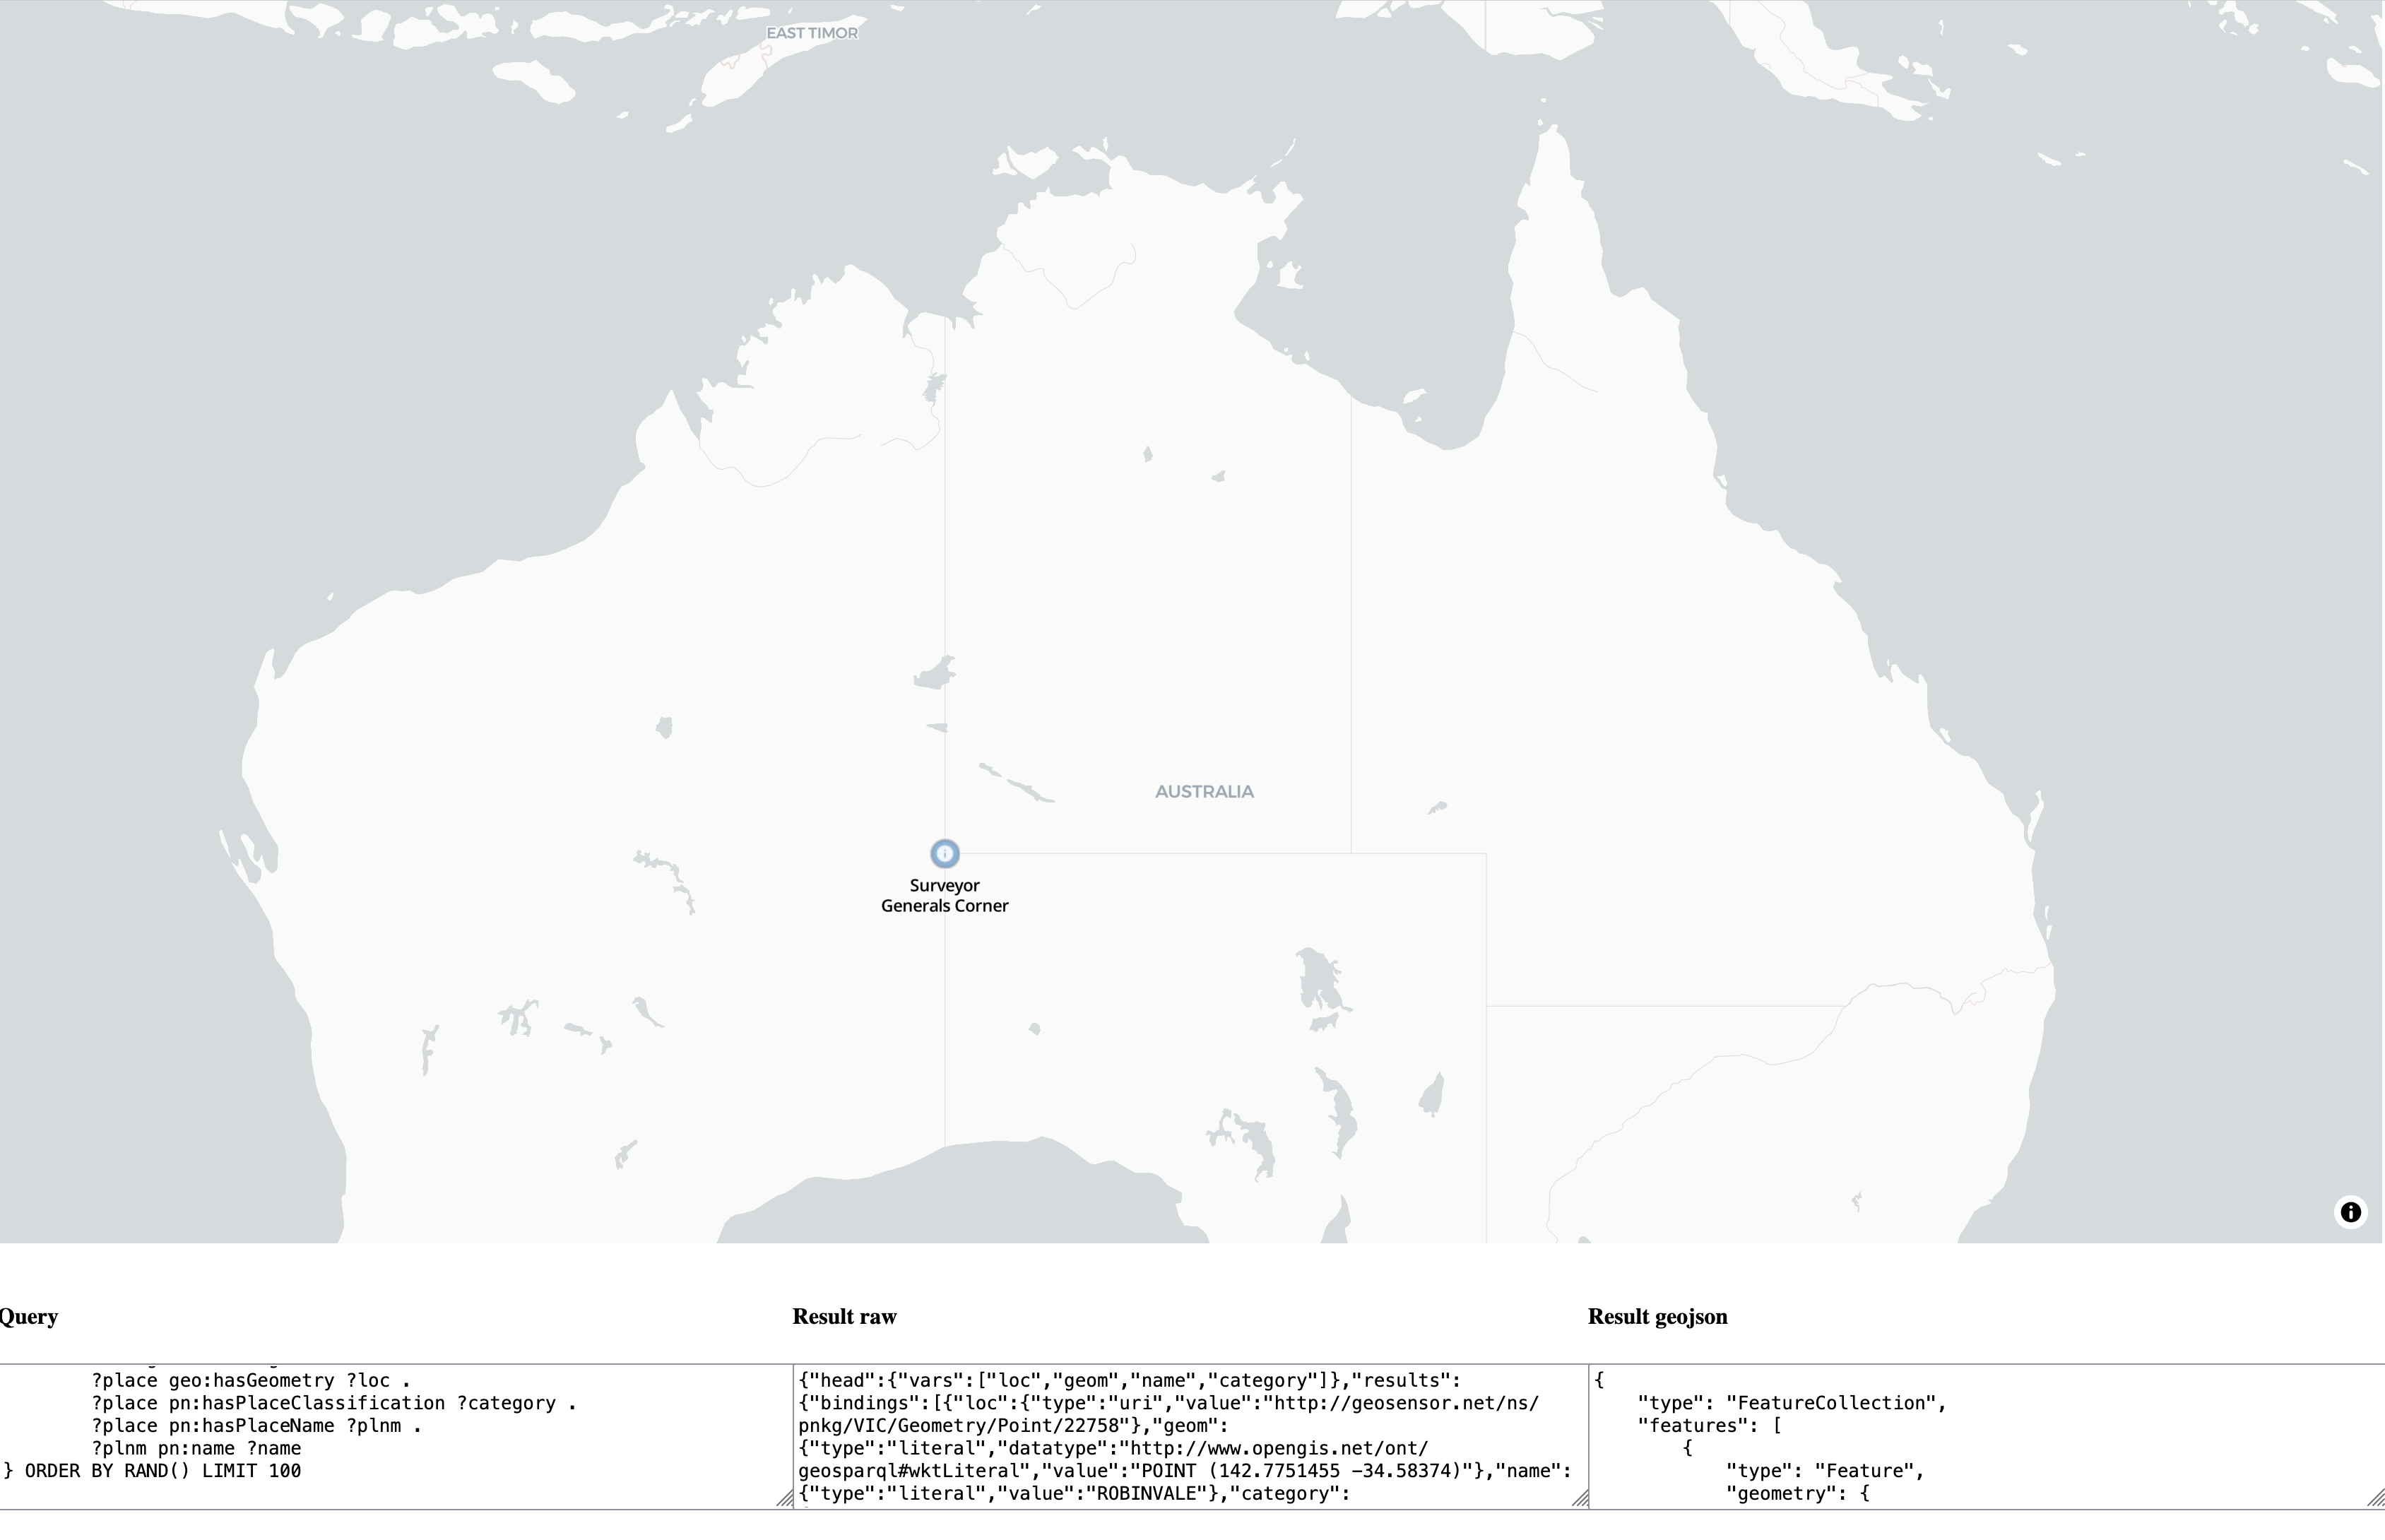 EAST TIMOR
AUSTRALIA
Surveyor
Generals Corner
Query
?place geo:hasGeometry ?loc .
?place pn:hasPlaceClassification ?category .
?place pn:hasPlaceName ?plnm .
?plnm pn:name ?name
} ORDER BY RAND() LIMIT 100
Result raw
{"head":{"vars":["loc","geom","name","category"]},"results":
{"bindings":[{"loc":{"type":"uri","value":"http://geosensor.net/ns/
pnkg/VIC/Geometry/Point/22758"},"geom":
{"type":"literal","datatype":"http://www.opengis.net/ont/
geosparql#wktLiteral","value":"POINT (142.7751455 −34.58374)"},"name":
{"type":"literal","value":"ROBINVALE"},"category":
Result geojson
{
"type": "FeatureCollection",
"features": [
{
"type": "Feature",
"geometry": {